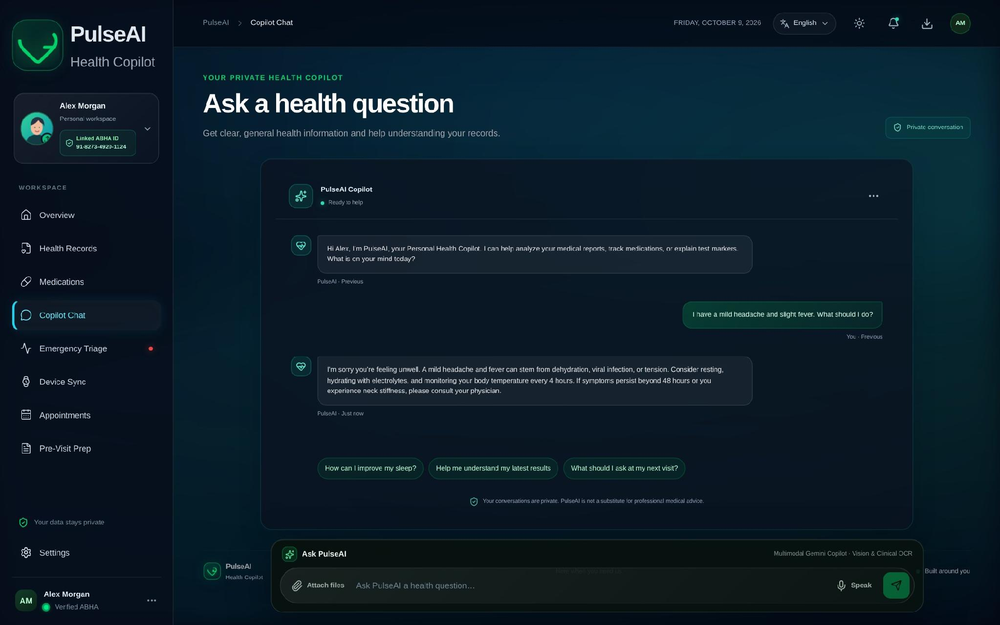 PulseAI
Health Copilot
Alex Morgan
Personal workspace
Linked ABHA ID
91-8273-4920-1124
WORKSPACE
Overview
Health Records
Medications
Copilot Chat
Emergency Triage
Device Sync
Appointments
Pre-Visit Prep
Your data stays private
Settings
AM
Alex Morgan
Verified ABHA
PulseAI
Copilot Chat
FRIDAY, OCTOBER 9, 2026
English
AM
YOUR PRIVATE HEALTH COPILOT
Ask a health question
Get clear, general health information and help understanding your records.
Private conversation
PulseAI Copilot
Ready to help
Hi Alex, I'm PulseAI, your Personal Health Copilot. I can help analyze your medical reports, track medications, or explain test markers.
What is on your mind today?
PulseAI · Previous
I have a mild headache and slight fever. What should I do?
You · Previous
I'm sorry you're feeling unwell. A mild headache and fever can stem from dehydration, viral infection, or tension. Consider resting,
hydrating with electrolytes, and monitoring your body temperature every 4 hours. If symptoms persist beyond 48 hours or you
experience neck stiffness, please consult your physician.
PulseAI · Just now
How can I improve my sleep?
Help me understand my latest results
What should I ask at my next visit?
Your conversations are private. PulseAI is not a substitute for professional medical advice.
Ask PulseAI
Multimodal Gemini Copilot · Vision & Clinical OCR
PulseAI
Health Copilot
Here when you need us.
Built around you
Attach files
Ask PulseAI a health question...
Speak